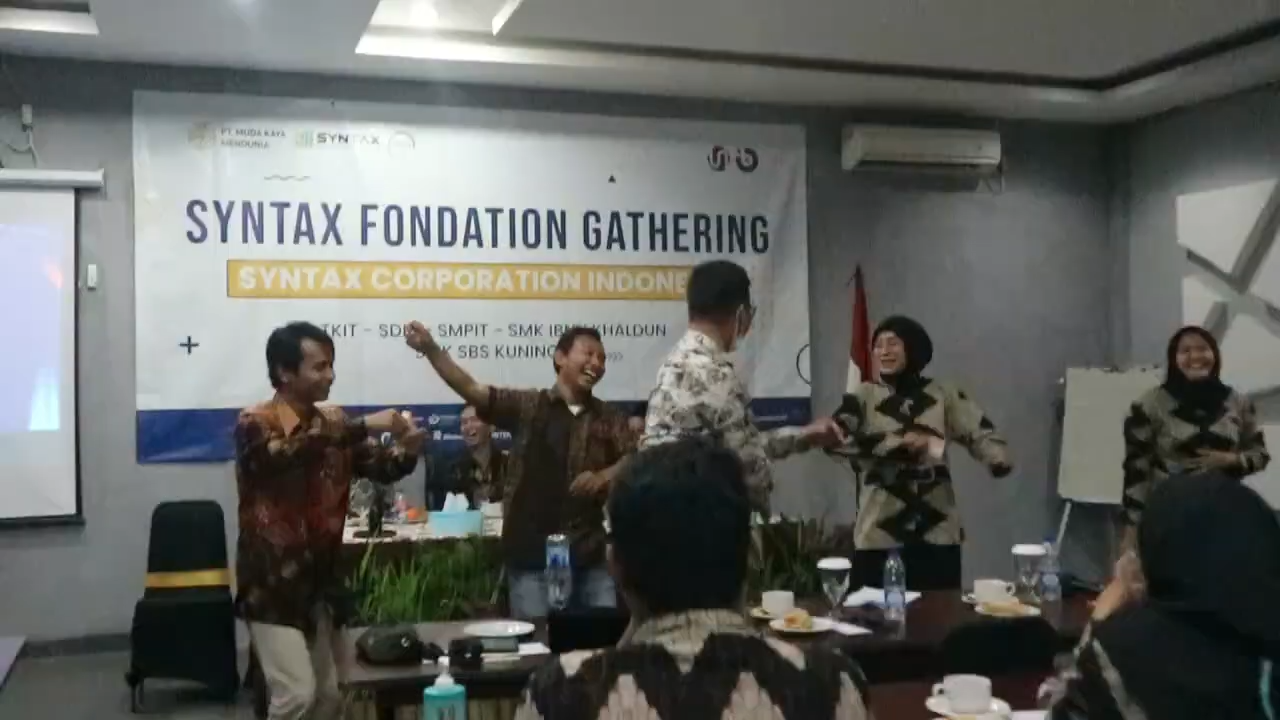 PT. MUDA KAYA
MENDUNIA
SYNTAX
SYNTAX FONDATION GATHERING
SYNTAX CORPORATION INDONE
TKIT - SD - SMPIT - SMK IBNU KHALDUN
SBS KUNING